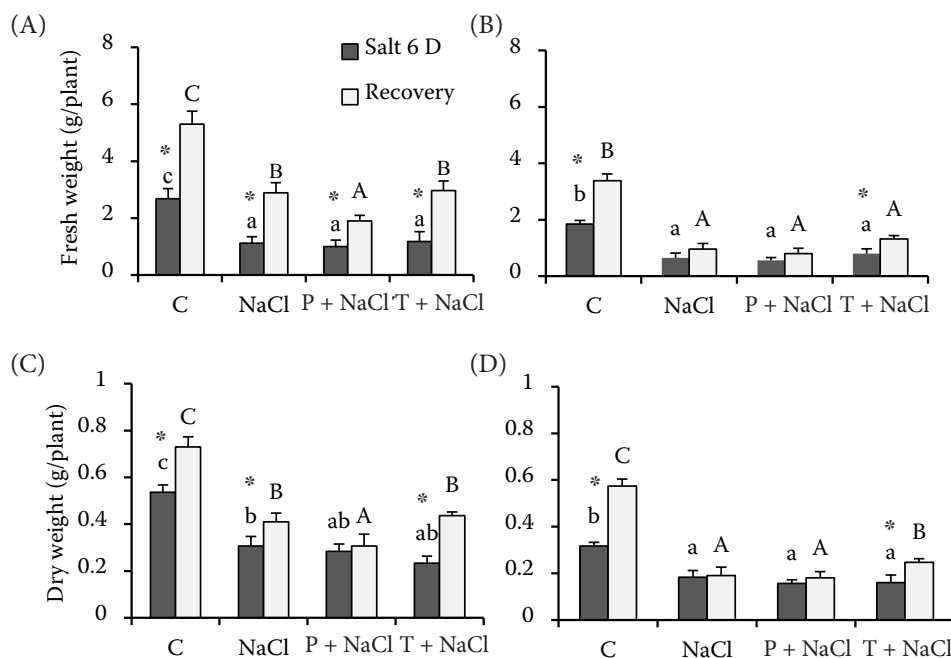 (A)
(B)
Fresh weight (g/plant)
8
6
4
2
0
Salt 6 D
Recovery
*
c
C
*
a
B
*
a
A
*
a
B
C
NaCl
P + NaCl
T + NaCl
8
6
4
2
0
*
b
B
a
A
a
A
*
a
A
C
NaCl
P + NaCl
T + NaCl
(C)
(D)
Dry weight (g/plant)
1
0.8
0.6
0.4
0.2
0
*
c
C
*
b
B
ab
A
*
ab
B
C
NaCl
P + NaCl
T + NaCl
1
0.8
0.6
0.4
0.2
0
*
b
C
a
A
a
A
*
a
B
C
NaCl
P + NaCl
T + NaCl